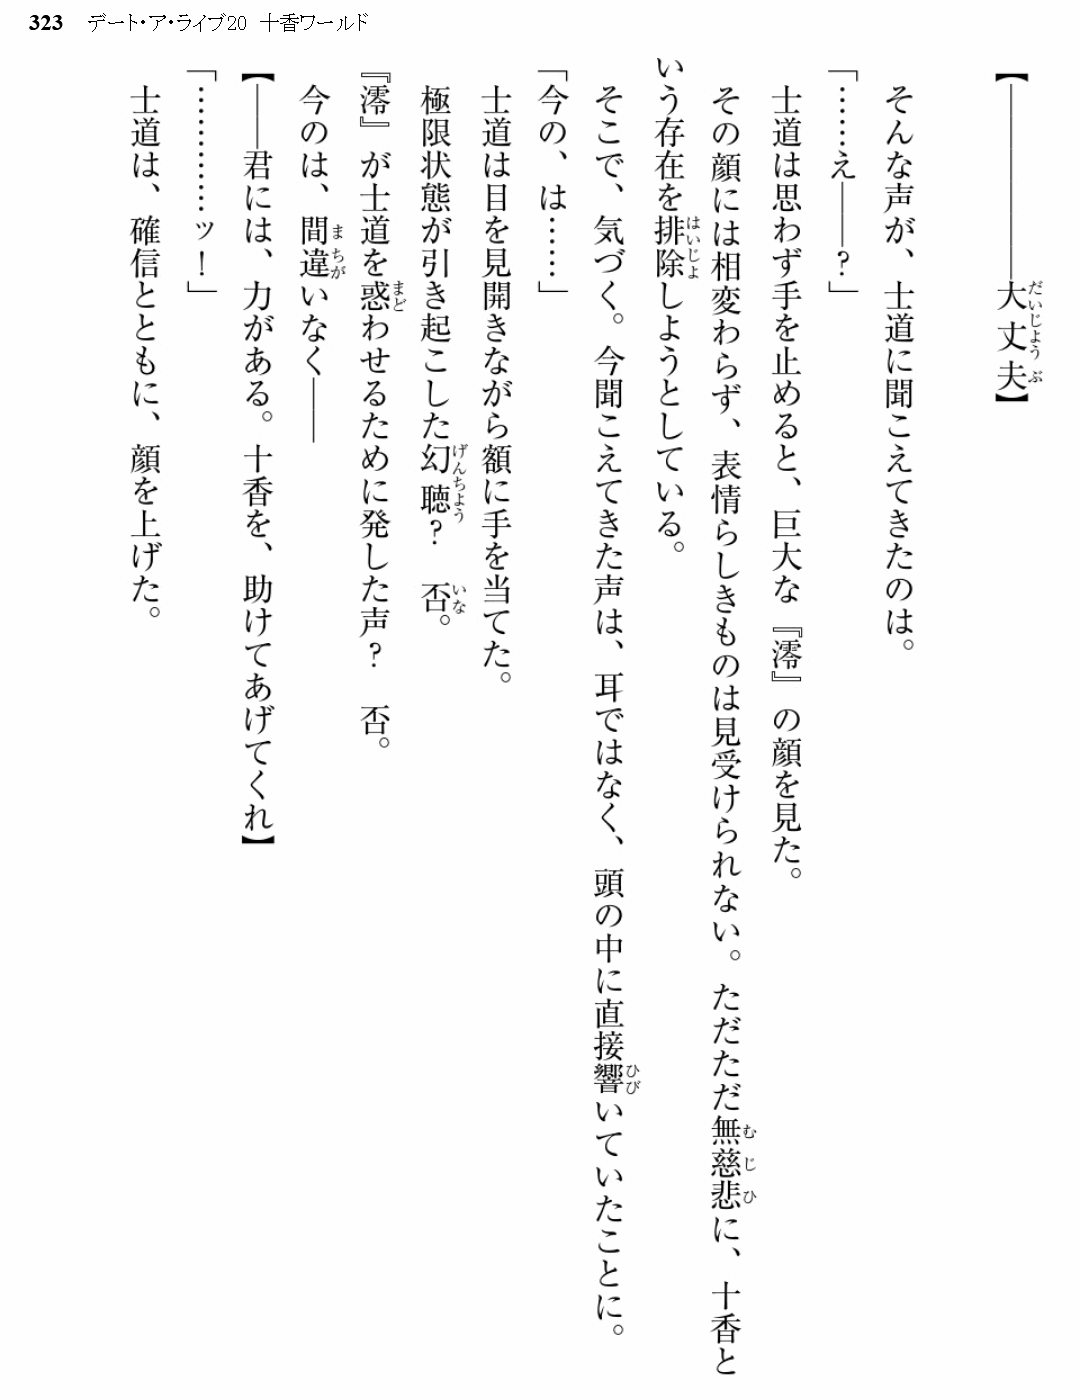 323 デート・ア・ライブ20 十香ワールド
【――――――大丈夫】
そんな声が、士道に聞こえてきたのは。
「……え――?」
士道は思わず手を止めると、巨大な『澪』の顔を見た。
その顔には相変わらず、表情らしきものは見受けられない。ただただ無慈悲に、十香と
いう存在を排除しようとしている。
そこで、気づく。今聞こえてきた声は、耳ではなく、頭の中に直接響いていたことに。
「今の、は……」
士道は目を見開きながら額に手を当てた。
極限状態が引き起こした幻聴? 否。
『澪』が士道を惑わせるために発した声? 否。
今のは、間違いなく――
【――君には、力がある。十香を、助けてあげてくれ】
「…………ッ!」
士道は、確信とともに、顔を上げた。